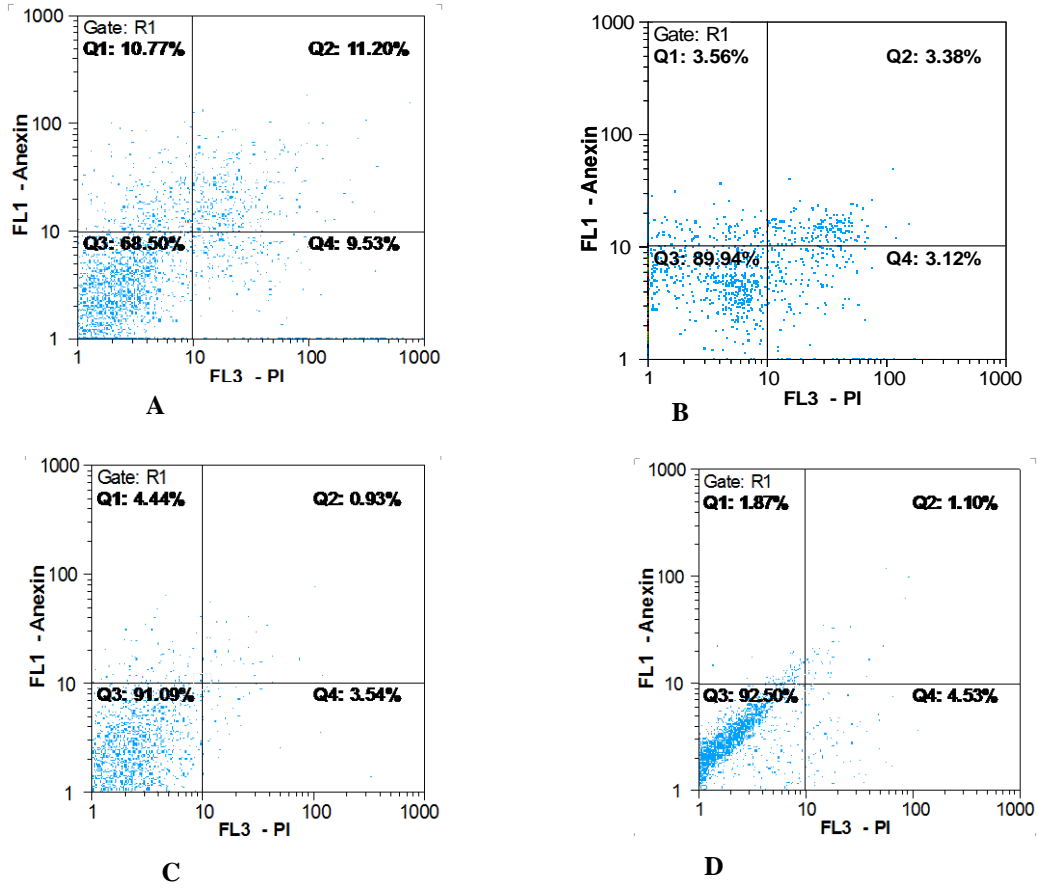 1000
Gate: R1
Q1: 10.77%
Q2: 11.20%
100
FL1 - Anexin
10
Q3: 68.50%
Q4: 9.53%
1
1 10 100 1000
FL3 - PI
A
1000
Gate: R1
Q1: 3.56%
Q2: 3.38%
100
FL1 - Anexin
10
Q3: 89.94%
Q4: 3.12%
1
1 10 100 1000
FL3 - PI
B
1000
Gate: R1
Q1: 4.44%
Q2: 0.93%
100
FL1 - Anexin
10
Q3: 91.09%
Q4: 3.54%
1
1 10 100 1000
FL3 - PI
C
1000
Gate: R1
Q1: 1.87%
Q2: 1.10%
100
FL1 - Anexin
10
Q3: 92.50%
Q4: 4.53%
1
1 10 100 1000
FL3 - PI
D